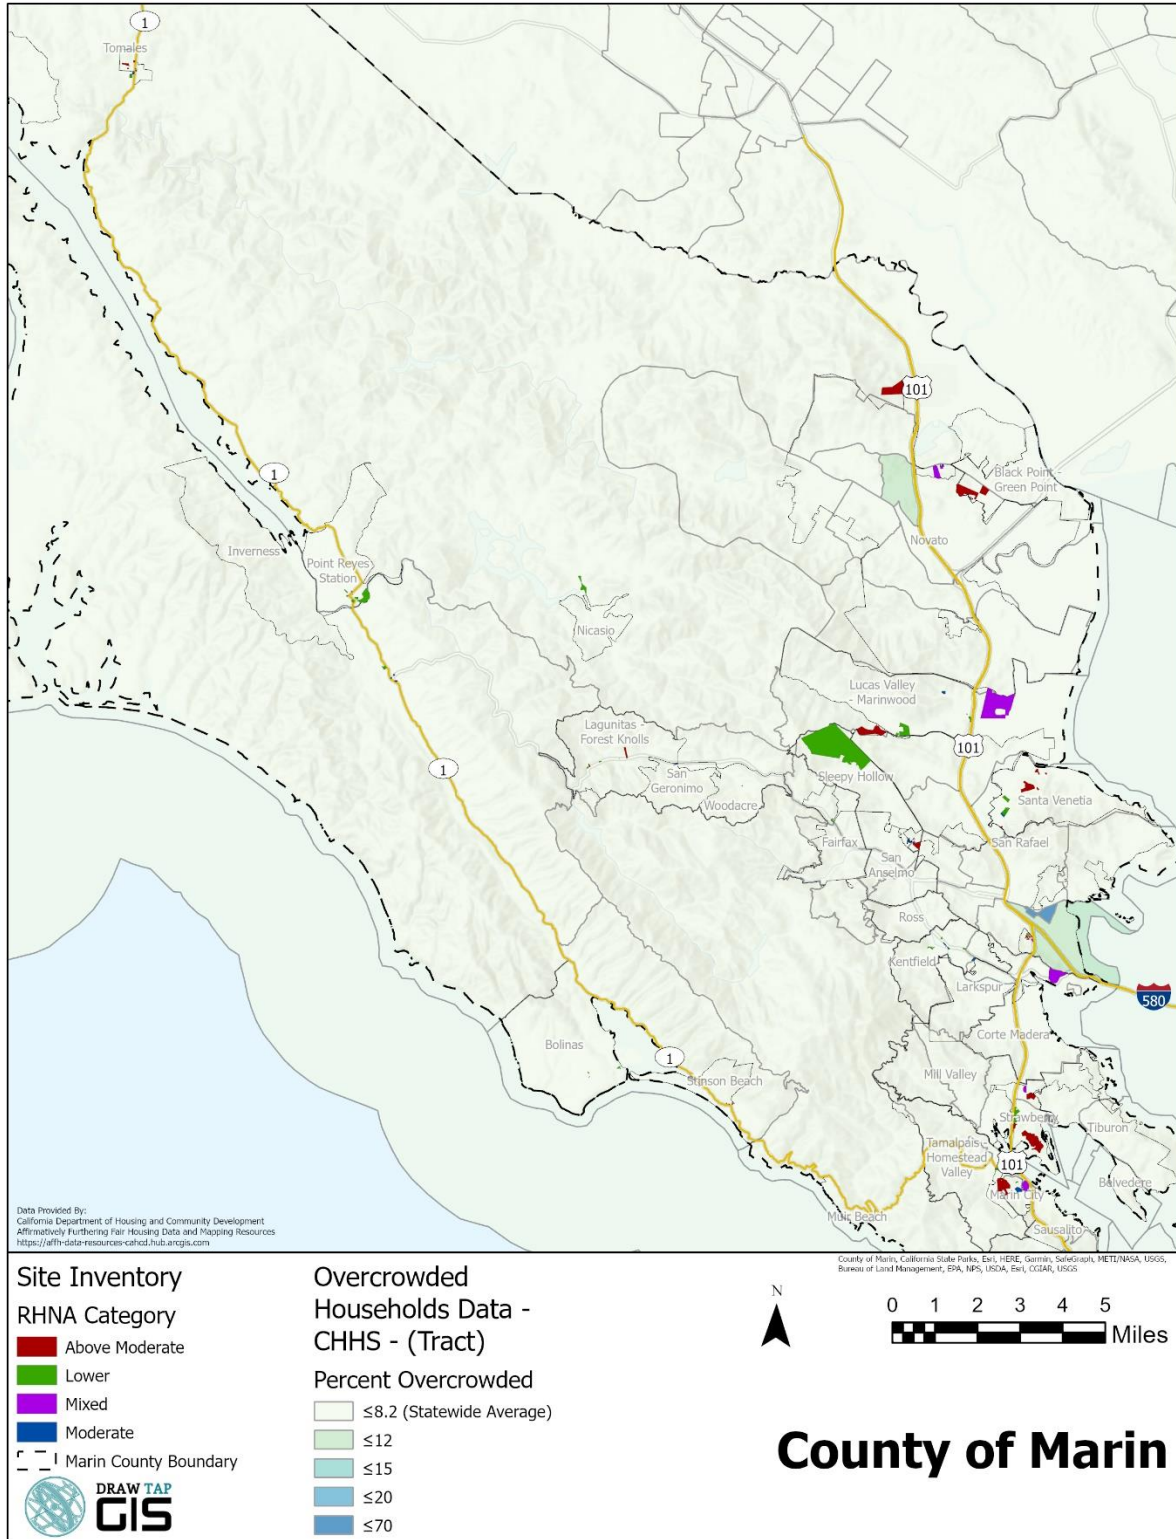 1
Tomales
101
Black Point -
Green Point
Novato
1
Inverness
Point Reyes
Station
Nicasio
Lucas Valley
- Marinwood
Lagunitas -
Forest Knolls
101
1
San
Geronimo
Sleepy Hollow
Woodacre
Santa Venetia
Fairfax
San Rafael
San
Anselmo
Ross
Kentfield
Larkspur
580
Corte Madera
Bolinas
1
Mill Valley
Stinson Beach
Strawberry
Tiburon
Tamalpais -
Homestead
Valley
101
Belvedere
Marin City
Muir Beach
Sausalito
Data Provided By:
California Department of Housing and Community Development
Affirmatively Furthering Fair Housing Data and Mapping Resources
https://affh-data-resources-cahcd.hub.arcgis.com
County of Marin, California State Parks, Esri, HERE, Garmin, SafeGraph, METI/NASA, USGS,
Bureau of Land Management, EPA, NPS, USDA, Esri, CGIAR, USGS
Site Inventory
RHNA Category
Above Moderate
Lower
Mixed
Moderate
Marin County Boundary
DRAW TAP
GIS
Overcrowded
Households Data -
CHHS - (Tract)
Percent Overcrowded
≤8.2 (Statewide Average)
≤12
≤15
≤20
≤70
N
0 1 2 3 4 5
Miles
County of Marin